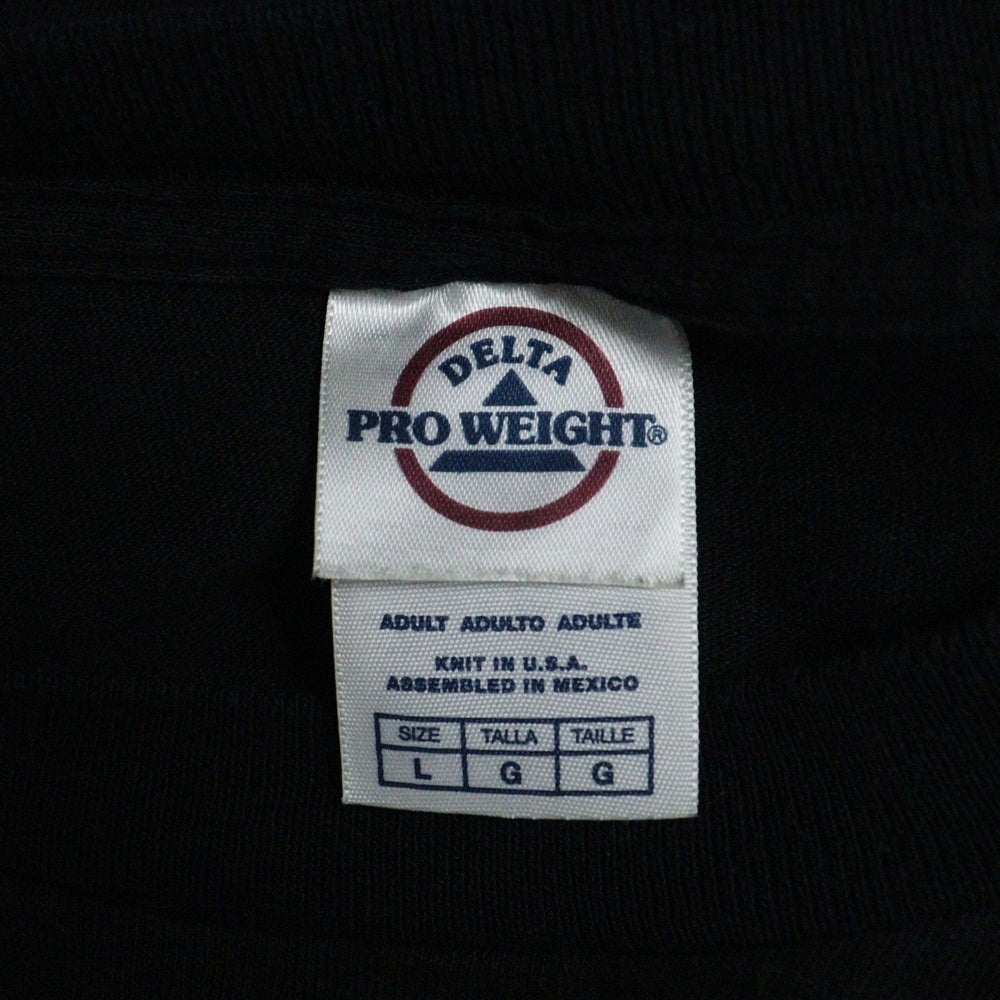 DELTA
PRO WEIGHT®
ADULT ADULTO ADULTE
KNIT IN U.S.A.
ASSEMBLED IN MEXICO
SIZE TALLA TAILLE
L G G